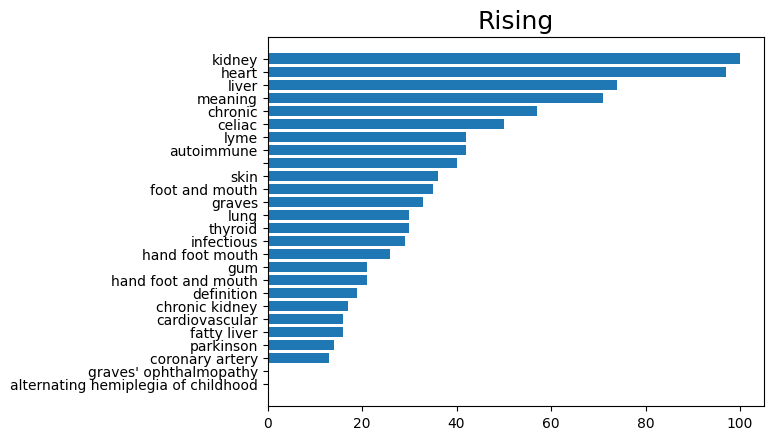 Rising
kidney
heart
liver
meaning
chronic
celiac
lyme
autoimmune
skin
foot and mouth
graves
lung
thyroid
infectious
hand foot mouth
gum
hand foot and mouth
definition
chronic kidney
cardiovascular
fatty liver
parkinson
coronary artery
graves' ophthalmopathy
alternating hemiplegia of childhood
0 20 40 60 80 100